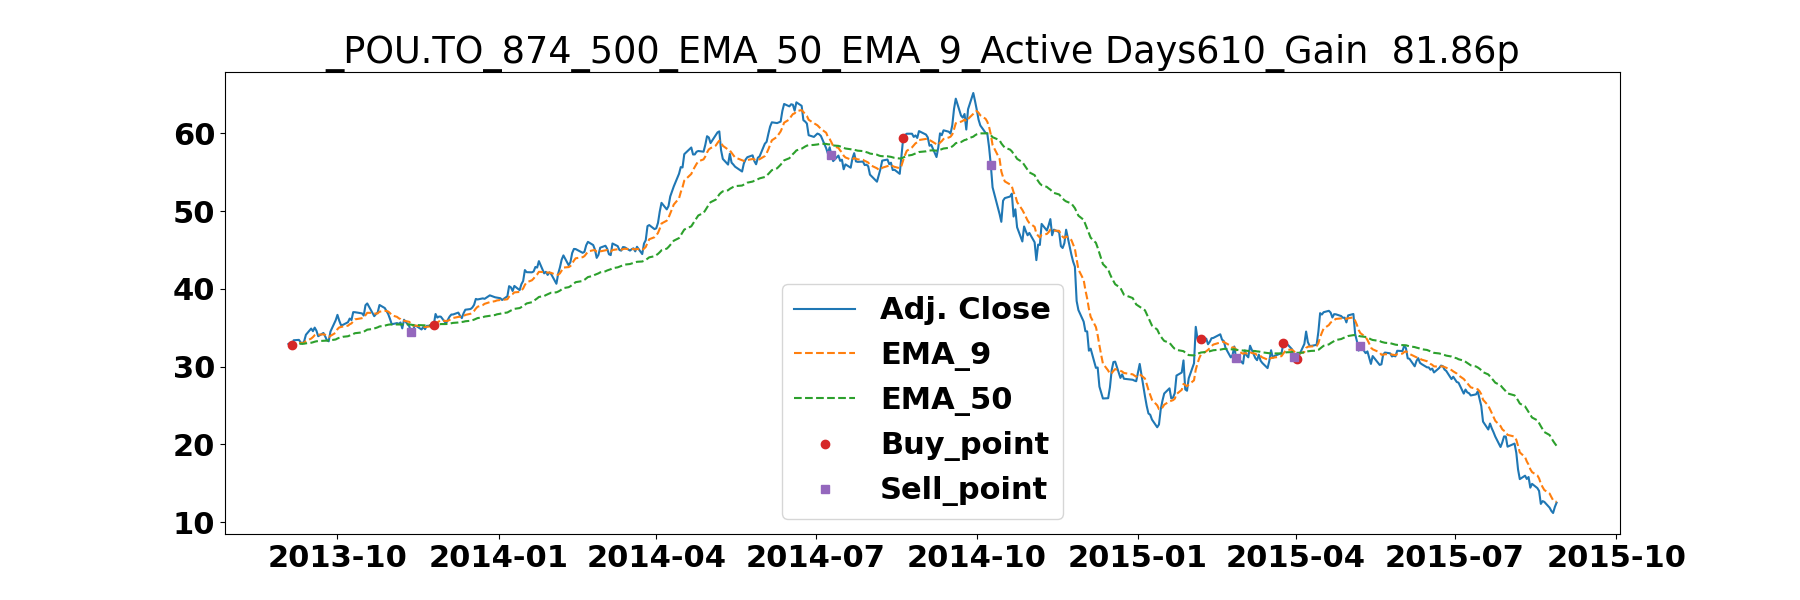 _POU.TO_874_500_EMA_50_EMA_9_Active Days610_Gain  81.86p
60
50
40
30
20
10
Adj. Close
EMA_9
EMA_50
Buy_point
Sell_point
2013-10 2014-01 2014-04 2014-07 2014-10 2015-01 2015-04 2015-07 2015-10